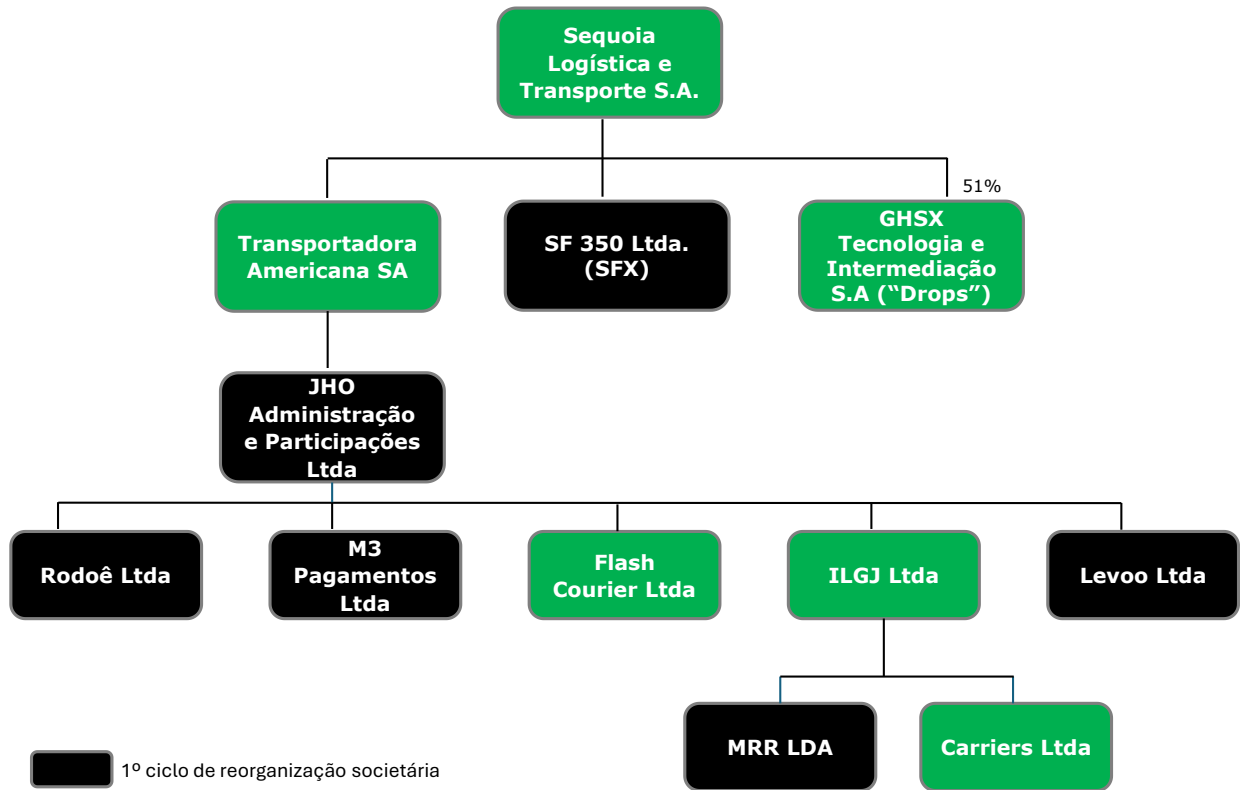 Sequoia
Logística e
Transporte S.A.
51%
Transportadora
Americana SA
SF 350 Ltda.
(SFX)
GHSX
Tecnologia e
Intermediação
S.A (“Drops”)
JHO
Administração
e Participações
Ltda
Rodoê Ltda
M3
Pagamentos
Ltda
Flash
Courier Ltda
ILGJ Ltda
Levoo Ltda
MRR LDA
Carriers Ltda
1º ciclo de reorganização societária